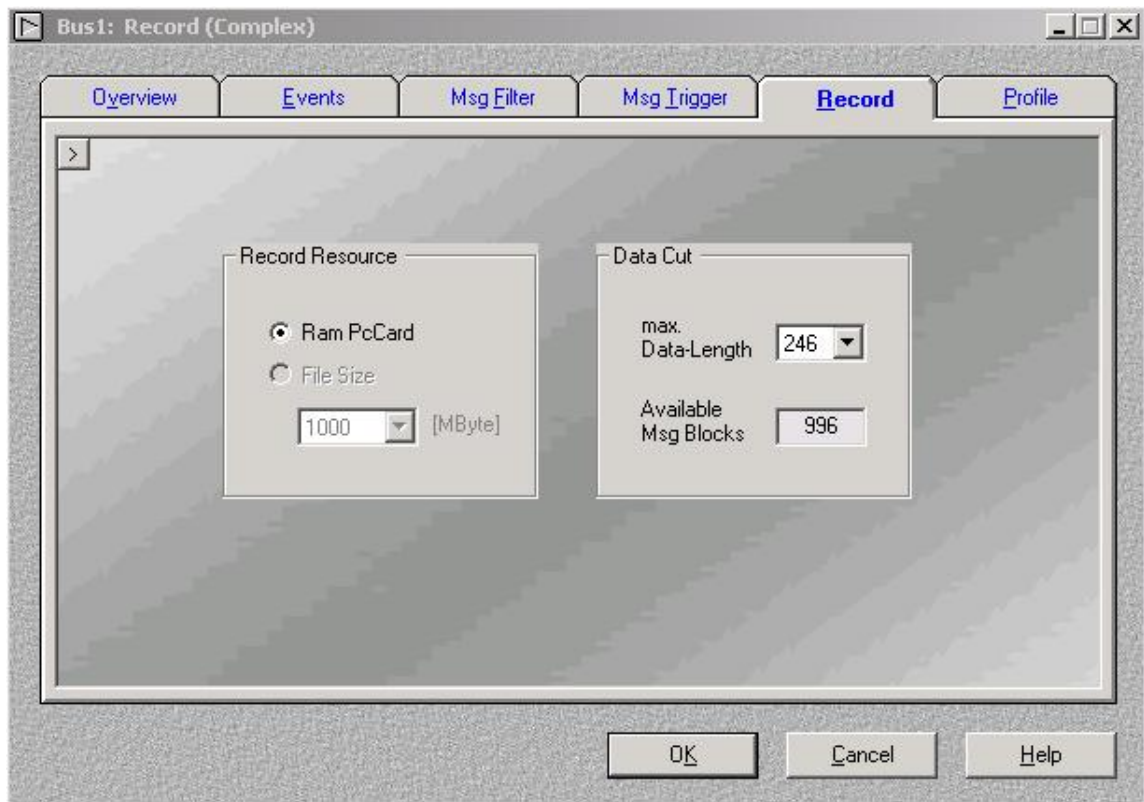 Bus1: Record (Complex)
Overview
Events
Msg Filter
Msg Trigger
Record
Profile
>
Record Resource
Ram PcCard
File Size
1000
[MByte]
Data Cut
max.
Data-Length
246
Available
Msg Blocks
996
OK
Cancel
Help